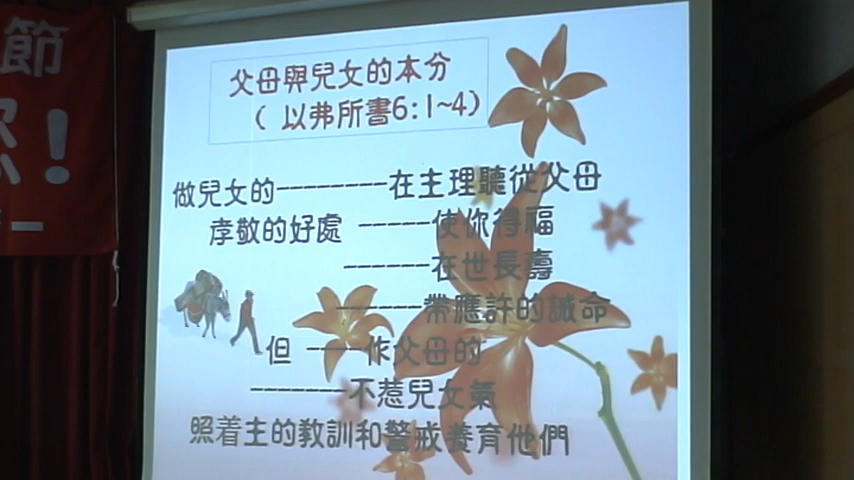 節
!
父母與兒女的本分
( 以弗所書6:1~4)
做兒女的--------在主理聽從父母
孝敬的好處 -----使你得福
------在世長壽
------帶應許的誡命
但 ----作父母的
-------不惹兒女氣
照着主的教訓和警戒養育他們